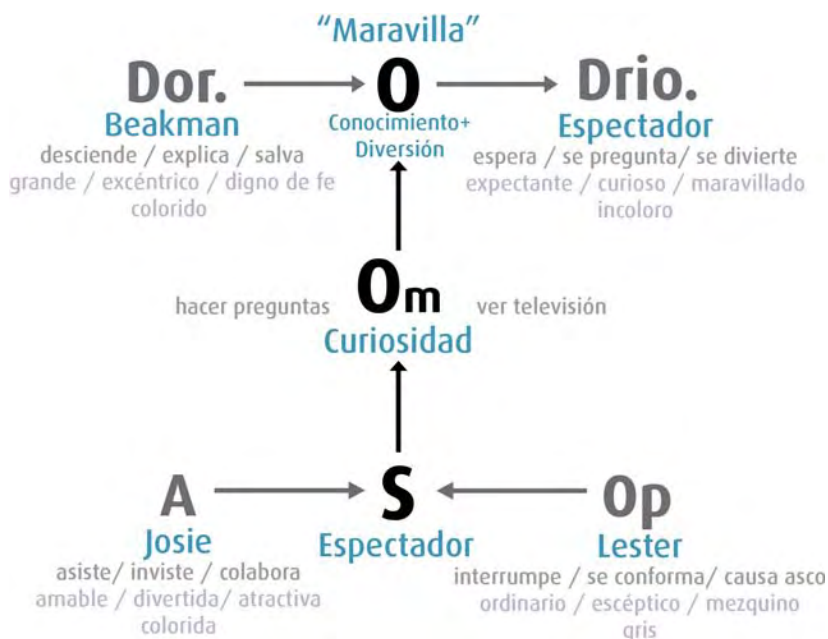 “Maravilla”
Dor.
O
Drio.
Beakman
Conocimiento+
Diversión
Espectador
desciende / explica / salva
grande / excéntrico / digno de fe
colorido
espera / se pregunta/ se divierte
expectante / curioso / maravillado
incoloro
hacer preguntas
Om
ver televisión
Curiosidad
A
S
Op
Josie
Espectador
Lester
asiste/ inviste / colabora
amable / divertida/ atractiva
colorida
interrumpe / se conforma/ causa asco
ordinario / escéptico / mezquino
gris